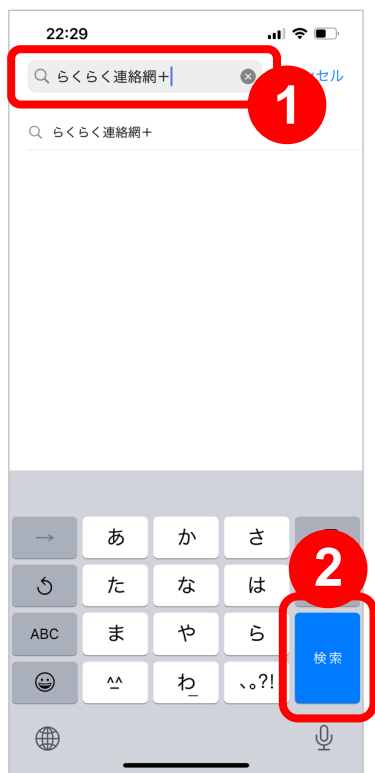 22:29
らくらく連絡網+
セル
1
らくらく連絡網+
→ あ か さ
2
た な は
ABC ま や ら 検索
^^ わ 、。?!